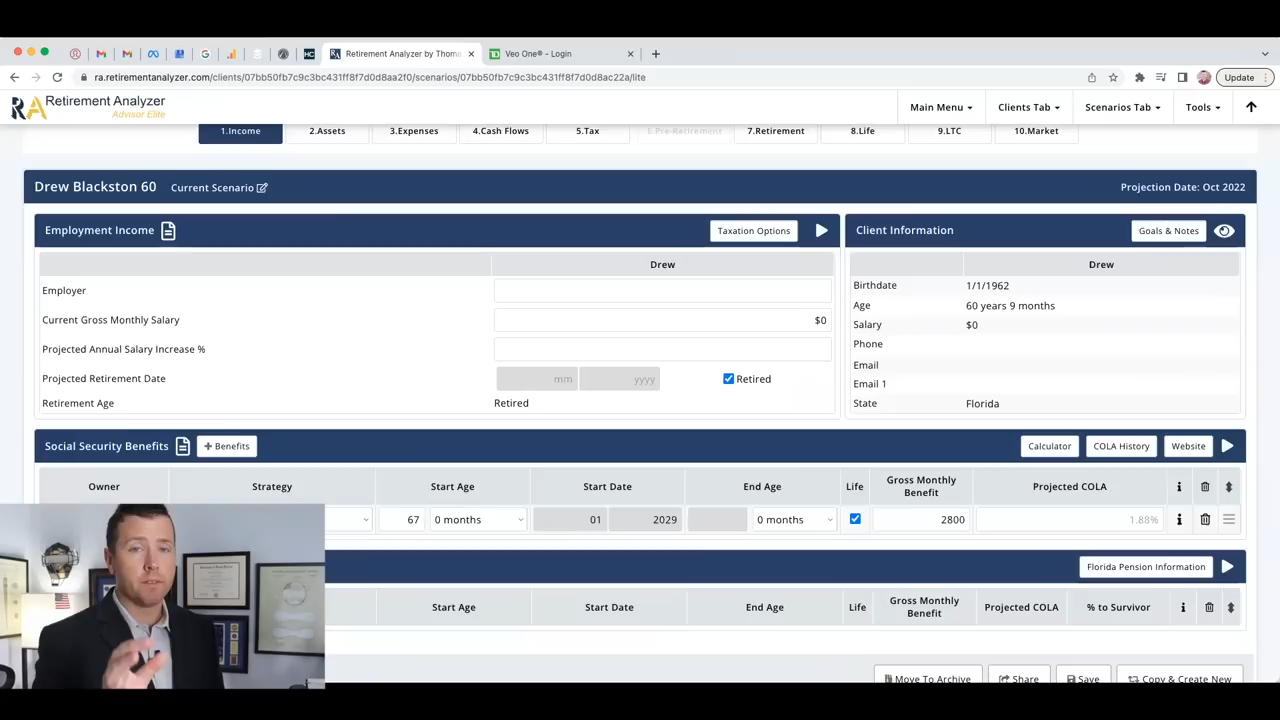 Retirement Analyzer by Thoma
Veo One® - Login
ra.retirementanalyzer.com/clients/07bb50fb7c9c3bc431ff8f7d0d8aa2f0/scenarios/07bb50fb7c9c3bc431ff8f7d0d8ac22a/lite
Update
RA Retirement Analyzer
Advisor Elite
Main Menu
Clients Tab
Scenarios Tab
Tools
1.Income
2.Assets
3.Expenses
4.Cash Flows
5.Tax
6.Pre-Retirement
7.Retirement
8.Life
9.LTC
10.Market
Drew Blackston 60 Current Scenario
Projection Date: Oct 2022
Employment Income
Taxation Options
Drew
Employer
Current Gross Monthly Salary $0
Projected Annual Salary Increase %
Projected Retirement Date mm yyyy Retired
Retirement Age Retired
Client Information
Goals & Notes
Drew
Birthdate 1/1/1962
Age 60 years 9 months
Salary $0
Phone
Email
Email 1
State Florida
Social Security Benefits + Benefits
Calculator COLA History Website
Owner Strategy Start Age Start Date End Age Life Gross Monthly Benefit Projected COLA
67 0 months 01 2029 0 months 2800 1.88%
Florida Pension Information
Start Age Start Date End Age Life Gross Monthly Benefit Projected COLA % to Survivor
Move To Archive Share Save Copy & Create New